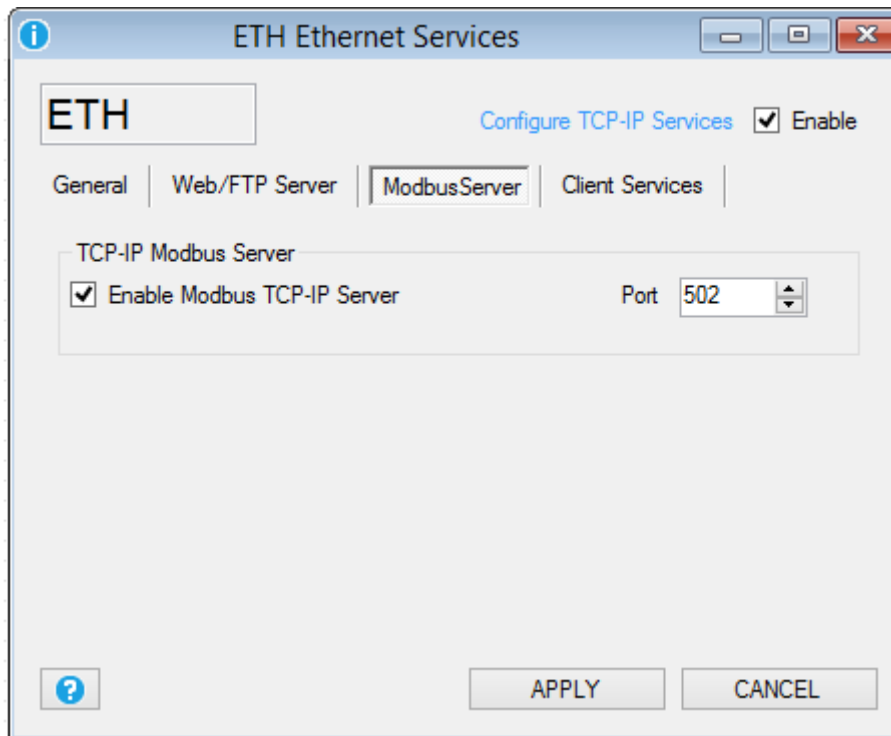 ETH Ethernet Services
ETH
Configure TCP-IP Services Enable
General Web/FTP Server ModbusServer Client Services
TCP-IP Modbus Server
Enable Modbus TCP-IP Server Port 502
APPLY CANCEL